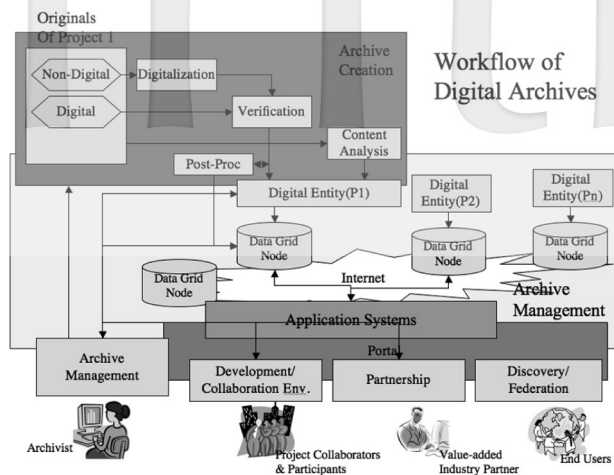 Originals
Of Project 1
Archive
Creation
Workflow of
Digital Archives
Non-Digital
Digitalization
Digital
Verification
Content
Analysis
Post-Proc
Digital Entity(P1)
Digital
Entity(P2)
Digital
Entity(Pn)
Data Grid
Node
Data Grid
Node
Data Grid
Node
Data Grid
Node
Internet
Archive
Management
Application Systems
Portal
Archive
Management
Development/
Collaboration Env.
Partnership
Discovery/
Federation
Archivist
Project Collaborators
& Participants
Value-added
Industry Partner
End Users